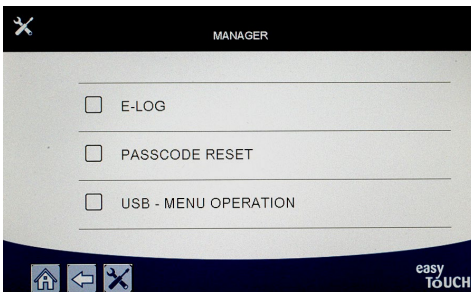 MANAGER
E-LOG
PASSCODE RESET
USB - MENU OPERATION
easy
TOUCH